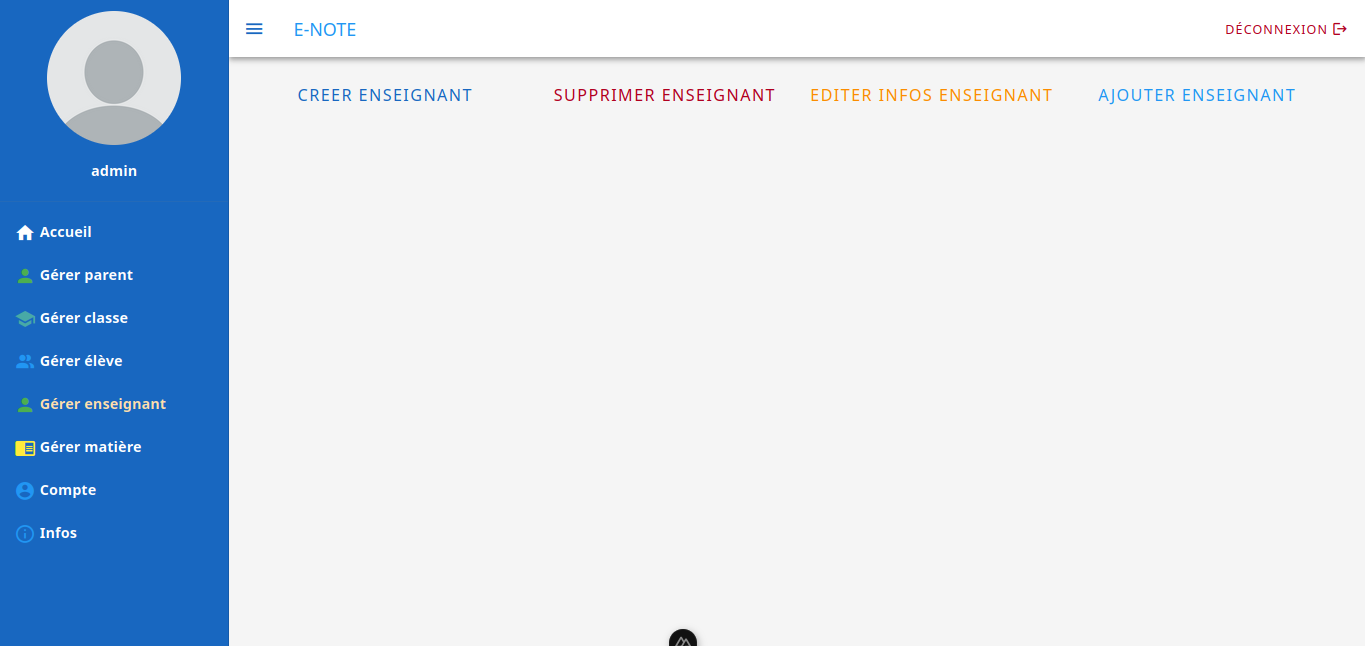 admin
Accueil
Gérer parent
Gérer classe
Gérer élève
Gérer enseignant
Gérer matière
Compte
Infos
E-NOTE
DÉCONNEXION
CREER ENSEIGNANT
SUPPRIMER ENSEIGNANT
EDITER INFOS ENSEIGNANT
AJOUTER ENSEIGNANT